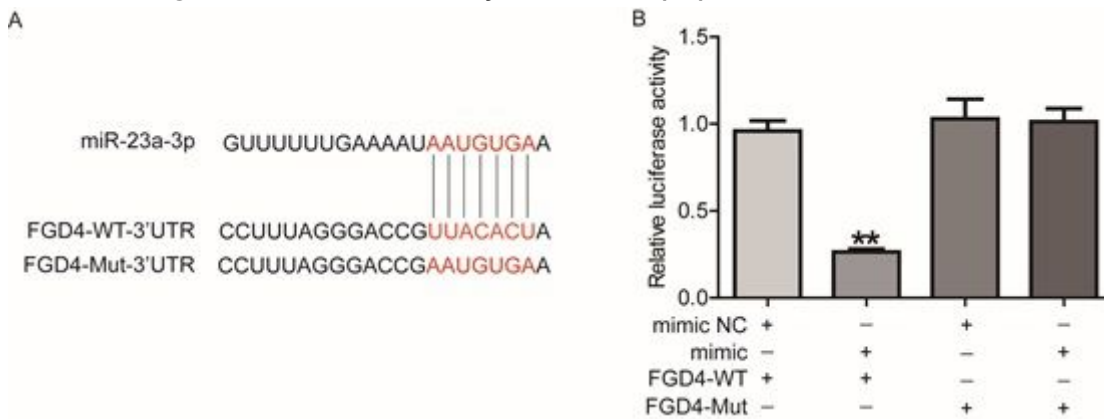 A
miR-23a-3p GUUUUUUGAAAAUAAUGUGAA
FGD4-WT-3'UTR CCUUUAGGGACCGUUACACUA
FGD4-Mut-3'UTR CCUUUAGGGACCGAAUGUGAA
B
Relative luciferase activity
1.5
1.0
0.5
0.0
**
mimic NC + – + –
mimic – + – +
FGD4-WT + + – –
FGD4-Mut – – + +